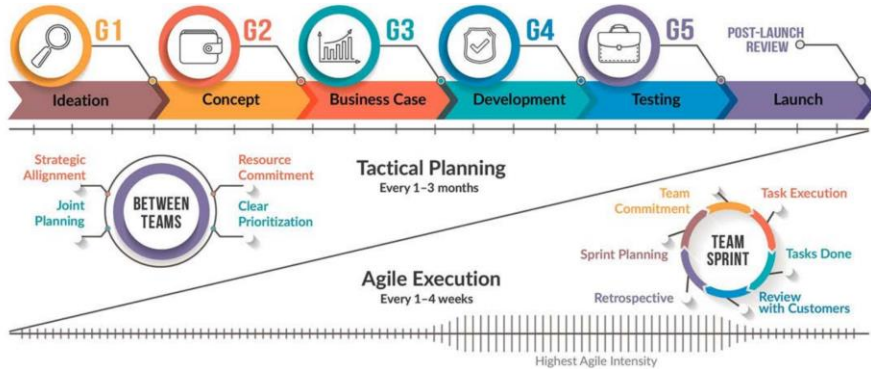 G1
G2
G3
G4
G5
POST-LAUNCH
REVIEW
Ideation
Concept
Business Case
Development
Testing
Launch
Tactical Planning
Every 1–3 months
Strategic
Allignment
Joint
Planning
BETWEEN
TEAMS
Resource
Commitment
Clear
Prioritization
Agile Execution
Every 1–4 weeks
Team
Commitment
Task Execution
Sprint Planning
TEAM
SPRINT
Tasks Done
Retrospective
Review
with Customers
Highest Agile Intensity